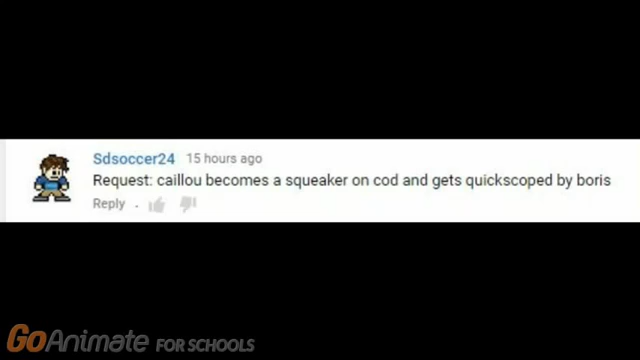 Sdsoccer24 15 hours ago
Request: caillou becomes a squeaker on cod and gets quickscoped by boris
Reply .
GoAnimate FOR SCHOOLS